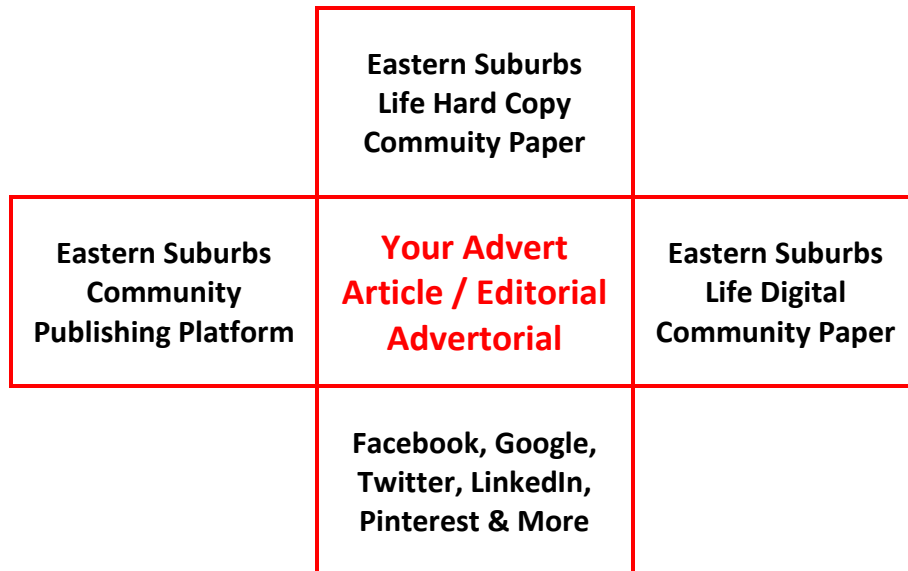 Eastern Suburbs
Life Hard Copy
Commuity Paper
Eastern Suburbs
Community
Publishing Platform
Your Advert
Article / Editorial
Advertorial
Eastern Suburbs
Life Digital
Community Paper
Facebook, Google,
Twitter, LinkedIn,
Pinterest & More